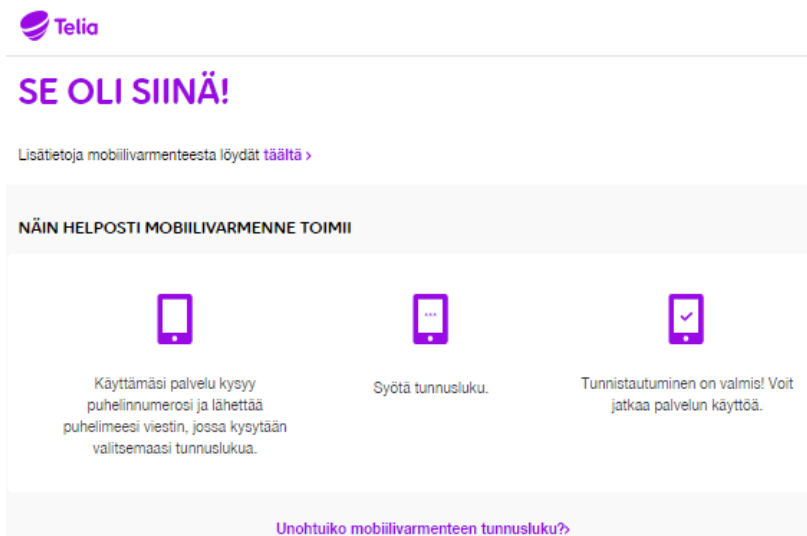 Telia
SE OLI SIINÄ!
Lisätietoja mobiilivarmenteesta löydät täältä >
NÄIN HELPOSTI MOBIILIVARMENNE TOIMII
Käyttämäsi palvelu kysyy
puhelinnumerosi ja lähettää
puhelimeesi viestin, jossa kysytään
valitsemaasi tunnuslukua.
Syötä tunnusluku.
Tunnistautuminen on valmis! Voit
jatkaa palvelun käyttöä.
Unohtuiko mobiilivarmenteen tunnusluku?>